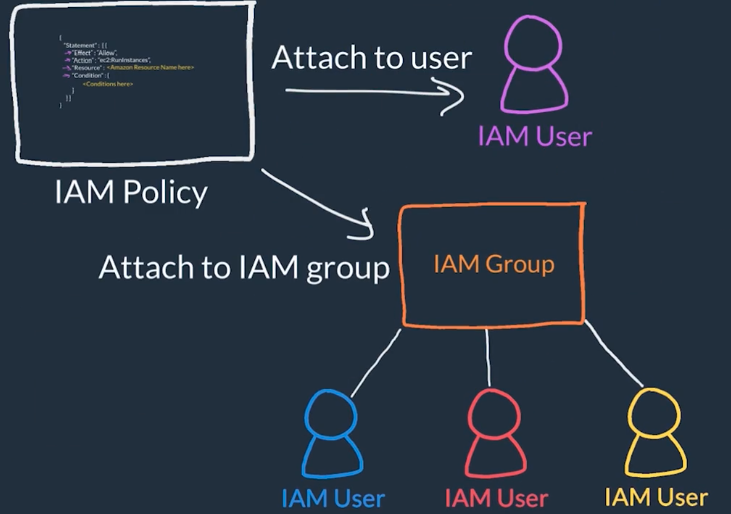 {
"Statement" : [{
"Effect" : "Allow",
"Action" : "ec2:RunInstances",
"Resource" : <Amazon Resource Name here>
"Condition" : {
<Conditions here>
}
}]
}
Attach to user
IAM User
IAM Policy
Attach to IAM group
IAM Group
IAM User
IAM User
IAM User